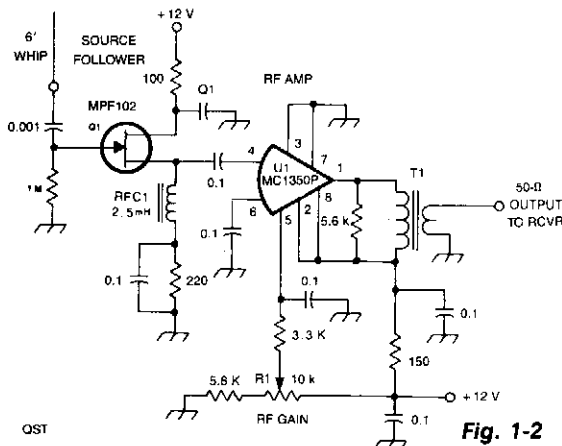 6'
WHIP
SOURCE
FOLLOWER
+ 12 V
100
Q1
RF AMP
MPF102
Q1
0.001
1M
RFC1
2.5mH
0.1
220
0.1
4
6
0.1
3
7
1
U1
MC1350P
8
2
5
5.6 k
T1
50-Ω
OUTPUT
TC RCVR
0.1
3.3 K
0.1
150
5.6 K
R1
10 k
RF GAIN
+ 12 V
0.1
QST
Fig. 1-2